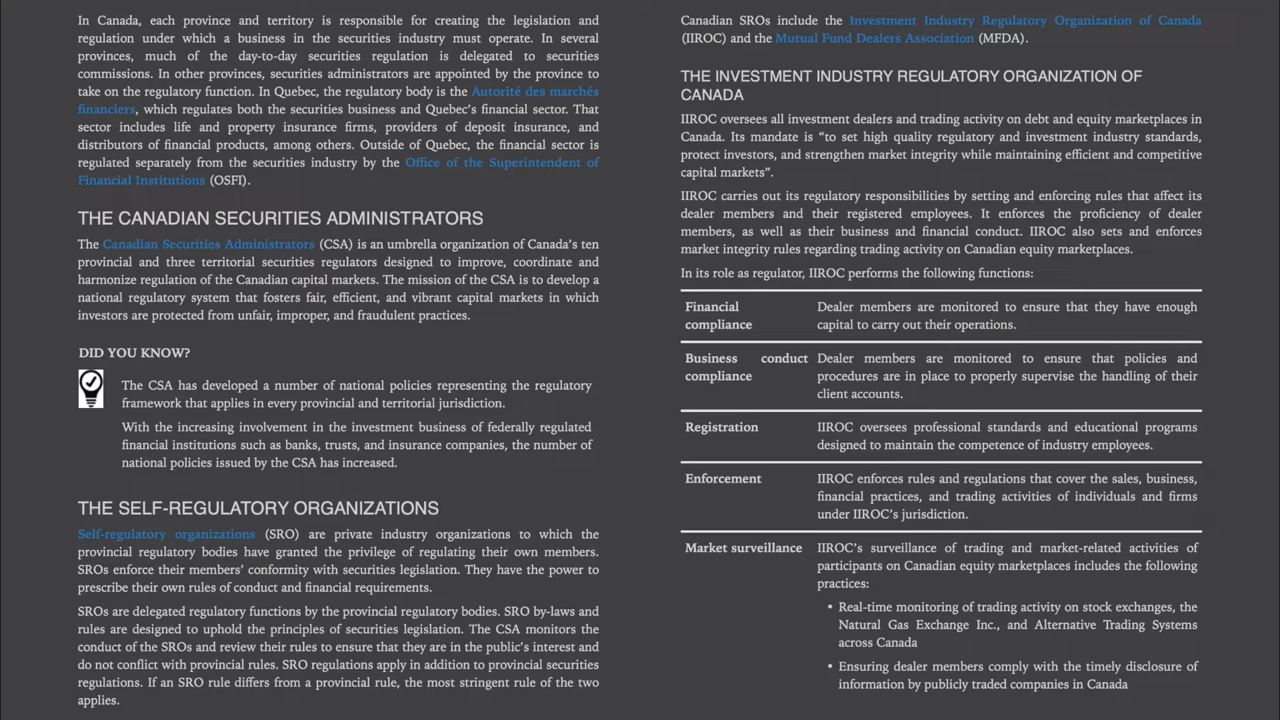 In Canada, each province and territory is responsible for creating the legislation and
regulation under which a business in the securities industry must operate. In several
provinces, much of the day-to-day securities regulation is delegated to securities
commissions. In other provinces, securities administrators are appointed by the province to
take on the regulatory function. In Quebec, the regulatory body is the Autorité des marchés
financiers, which regulates both the securities business and Quebec's financial sector. That
sector includes life and property insurance firms, providers of deposit insurance, and
distributors of financial products, among others. Outside of Quebec, the financial sector is
regulated separately from the securities industry by the Office of the Superintendent of
Financial Institutions (OSFI).
THE CANADIAN SECURITIES ADMINISTRATORS
The Canadian Securities Administrators (CSA) is an umbrella organization of Canada's ten
provincial and three territorial securities regulators designed to improve, coordinate and
harmonize regulation of the Canadian capital markets. The mission of the CSA is to develop a
national regulatory system that fosters fair, efficient, and vibrant capital markets in which
investors are protected from unfair, improper, and fraudulent practices.
DID YOU KNOW?
The CSA has developed a number of national policies representing the regulatory
framework that applies in every provincial and territorial jurisdiction.
With the increasing involvement in the investment business of federally regulated
financial institutions such as banks, trusts, and insurance companies, the number of
national policies issued by the CSA has increased.
THE SELF-REGULATORY ORGANIZATIONS
Self-regulatory organizations (SRO) are private industry organizations to which the
provincial regulatory bodies have granted the privilege of regulating their own members.
SROs enforce their members' conformity with securities legislation. They have the power to
prescribe their own rules of conduct and financial requirements.
SROs are delegated regulatory functions by the provincial regulatory bodies. SRO by-laws and
rules are designed to uphold the principles of securities legislation. The CSA monitors the
conduct of the SROs and review their rules to ensure that they are in the public's interest and
do not conflict with provincial rules. SRO regulations apply in addition to provincial securities
regulations. If an SRO rule differs from a provincial rule, the most stringent rule of the two
applies.
Canadian SROs include the Investment Industry Regulatory Organization of Canada
(IIROC) and the Mutual Fund Dealers Association (MFDA).
THE INVESTMENT INDUSTRY REGULATORY ORGANIZATION OF
CANADA
IIROC oversees all investment dealers and trading activity on debt and equity marketplaces in
Canada. Its mandate is “to set high quality regulatory and investment industry standards,
protect investors, and strengthen market integrity while maintaining efficient and competitive
capital markets”.
IIROC carries out its regulatory responsibilities by setting and enforcing rules that affect its
dealer members and their registered employees. It enforces the proficiency of dealer
members, as well as their business and financial conduct. IIROC also sets and enforces
market integrity rules regarding trading activity on Canadian equity marketplaces.
In its role as regulator, IIROC performs the following functions:
Financial Dealer members are monitored to ensure that they have enough
compliance capital to carry out their operations.
Business conduct Dealer members are monitored to ensure that policies and
compliance procedures are in place to properly supervise the handling of their
client accounts.
Registration IIROC oversees professional standards and educational programs
designed to maintain the competence of industry employees.
Enforcement IIROC enforces rules and regulations that cover the sales, business,
financial practices, and trading activities of individuals and firms
under IIROC's jurisdiction.
Market surveillance IIROC's surveillance of trading and market-related activities of
participants on Canadian equity marketplaces includes the following
practices:
• Real-time monitoring of trading activity on stock exchanges, the
Natural Gas Exchange Inc., and Alternative Trading Systems
across Canada
• Ensuring dealer members comply with the timely disclosure of
information by publicly traded companies in Canada